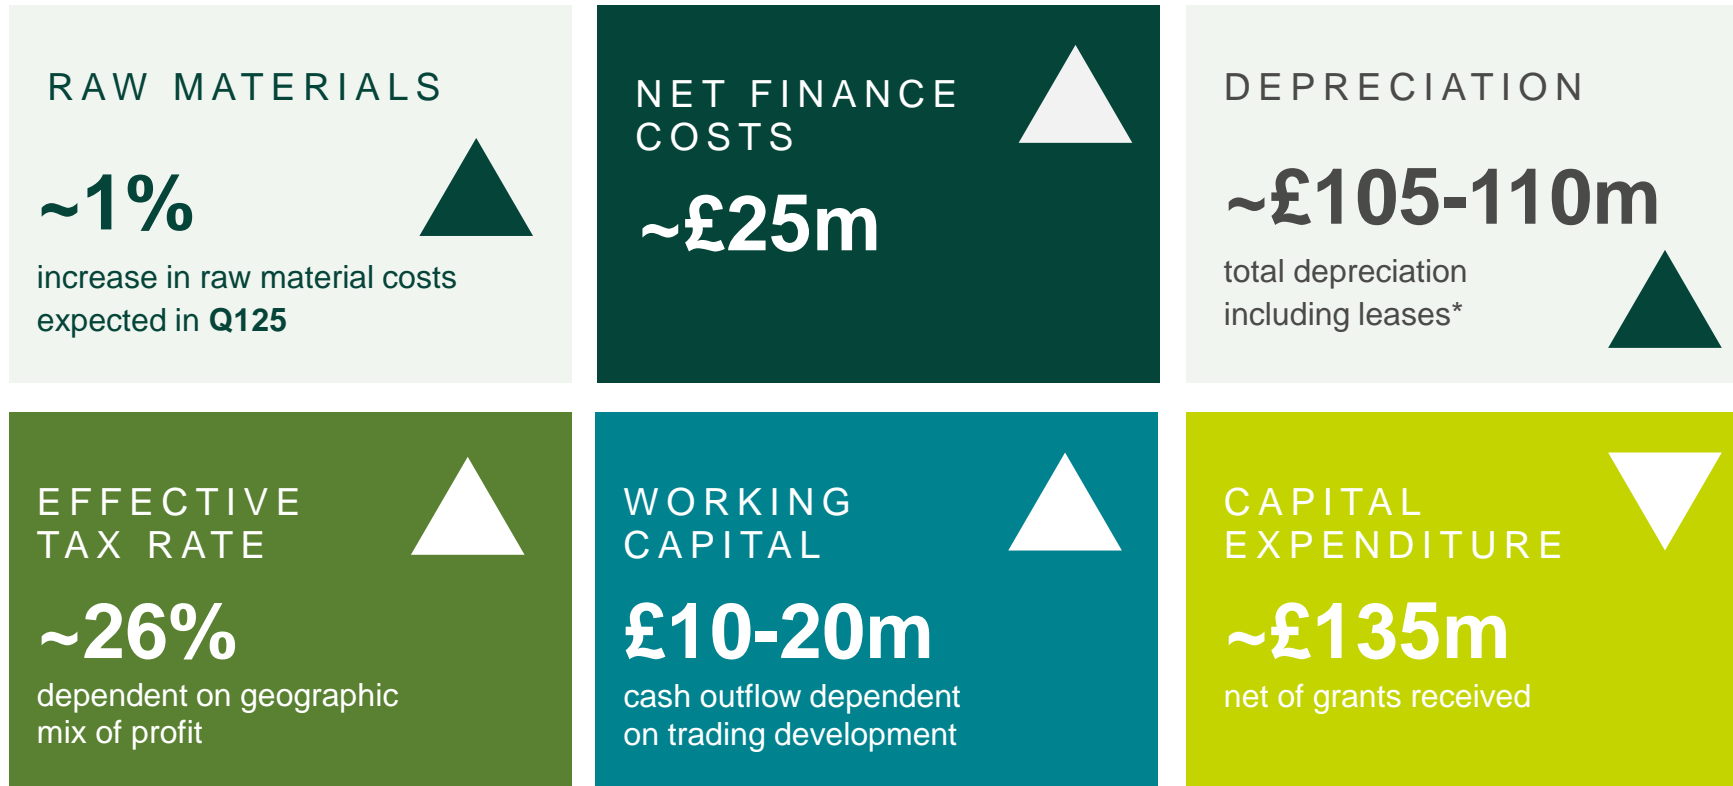 RAW MATERIALS
~1%
increase in raw material costs
expected in Q125
NET FINANCE
COSTS
~£25m
DEPRECIATION
~£105-110m
total depreciation
including leases*
EFFECTIVE
TAX RATE
~26%
dependent on geographic
mix of profit
WORKING
CAPITAL
£10-20m
cash outflow dependent
on trading development
CAPITAL
EXPENDITURE
~£135m
net of grants received